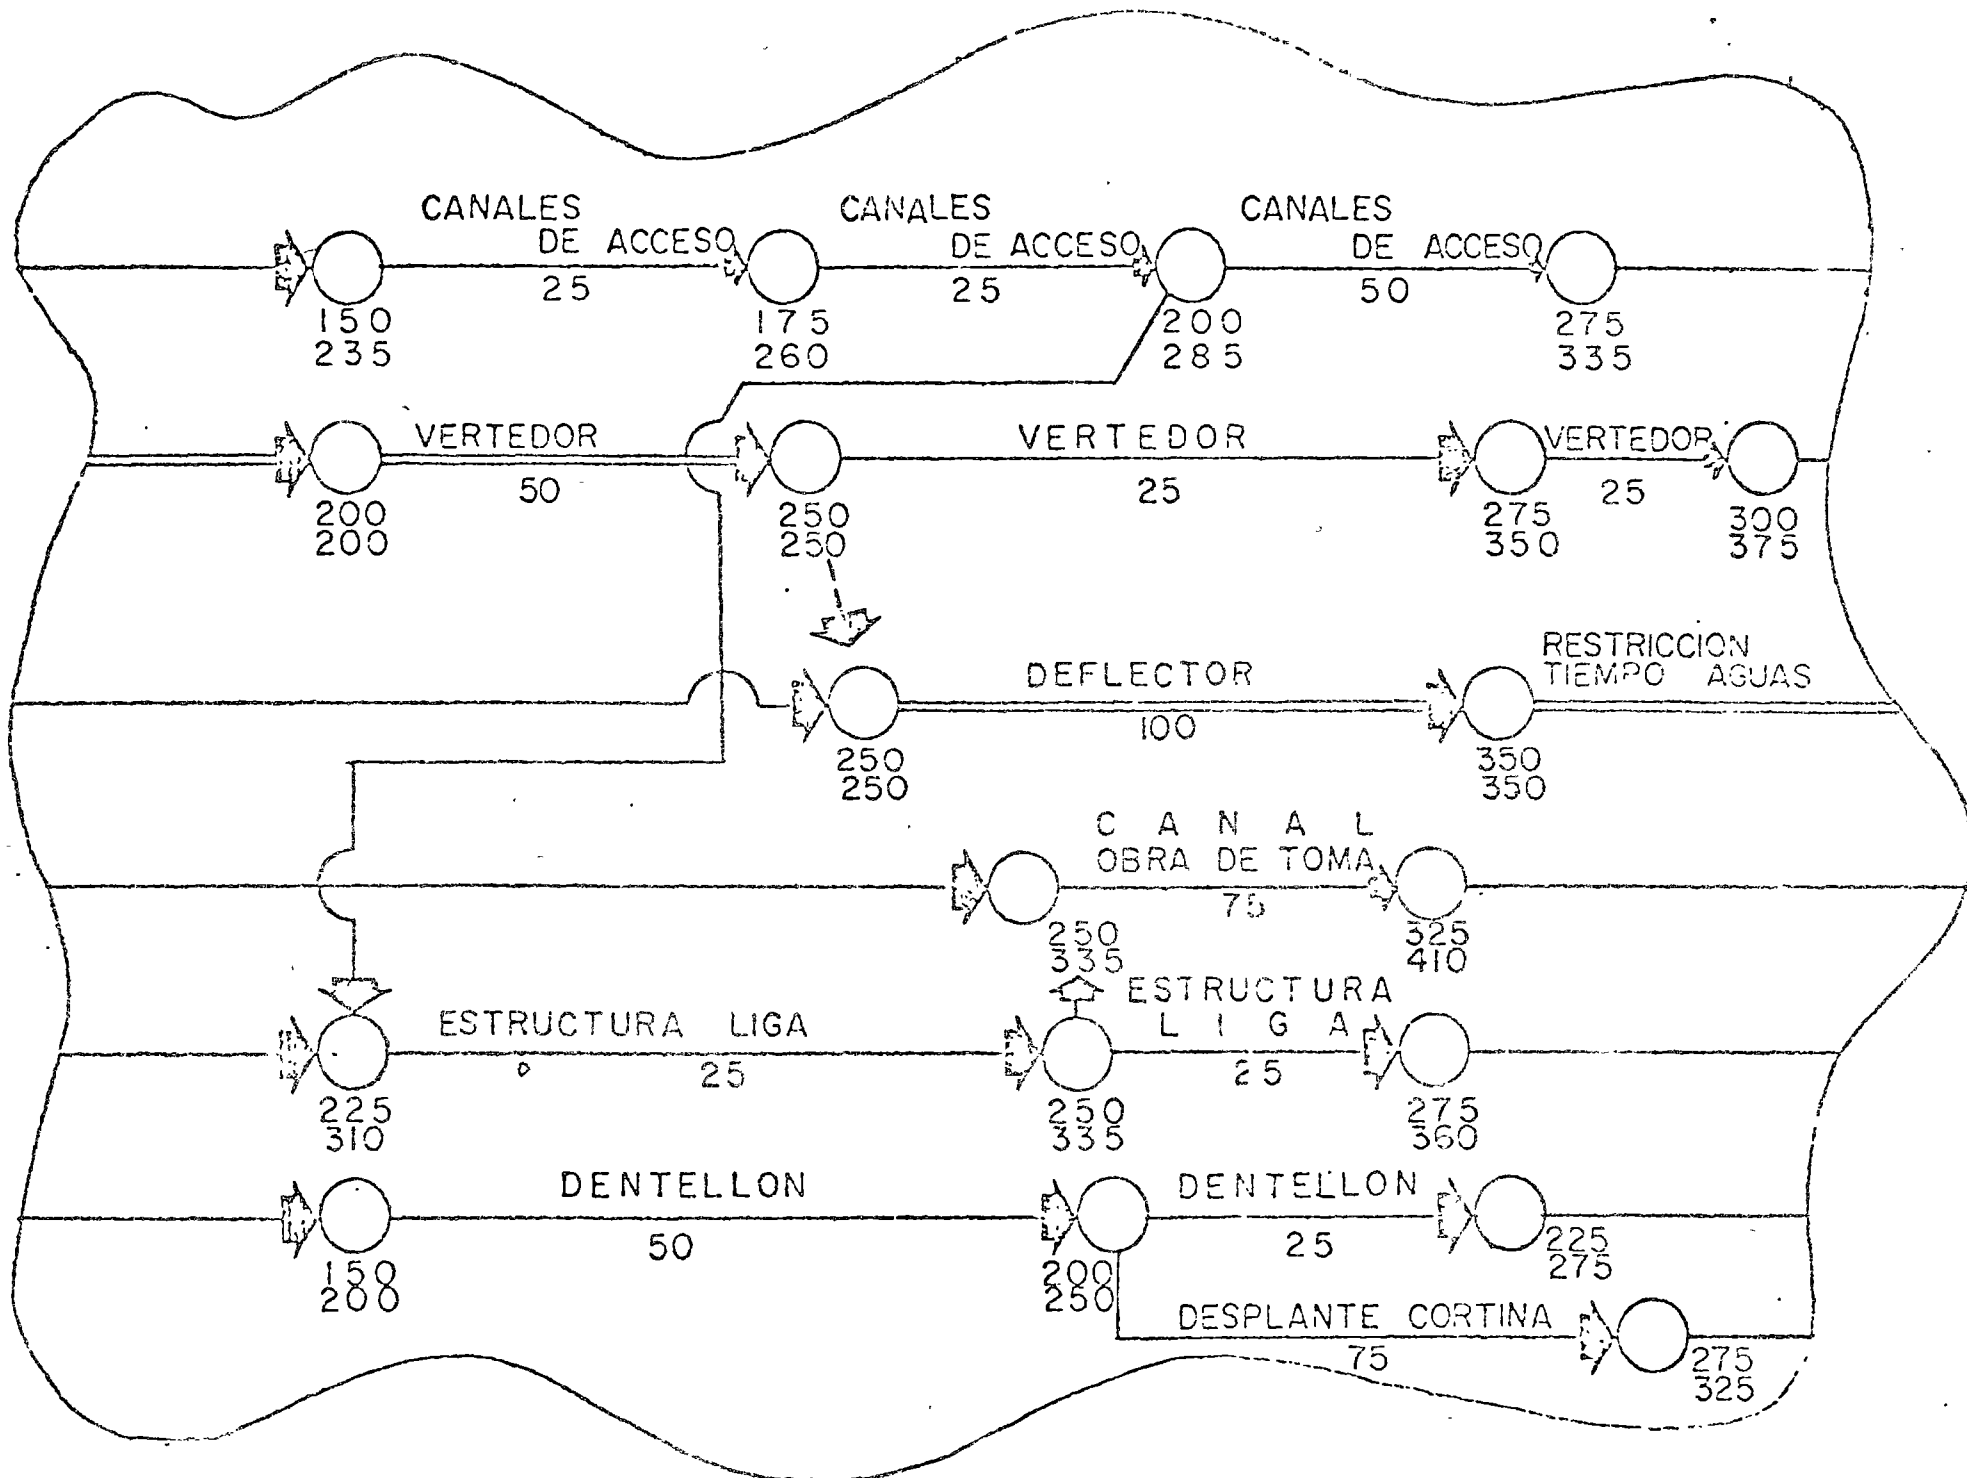 CANALES
DE ACCESO
25
CANALES
DE ACCESO
25
CANALES
DE ACCESO
50
150
235
175
260
200
285
275
335
VERTEDOR
50
VERTEDOR
25
VERTEDOR
25
200
200
250
250
275
350
300
375
DEFLECTOR
100
RESTRICCION
TIEMPO AGUAS
250
250
350
350
CANAL
OBRA DE TOMA
75
250
335
325
410
ESTRUCTURA LIGA
25
ESTRUCTURA
LIGA
25
225
310
250
335
275
360
DENTELLON
50
DENTELLON
25
150
200
200
250
225
275
DESPLANTE CORTINA
75
275
325